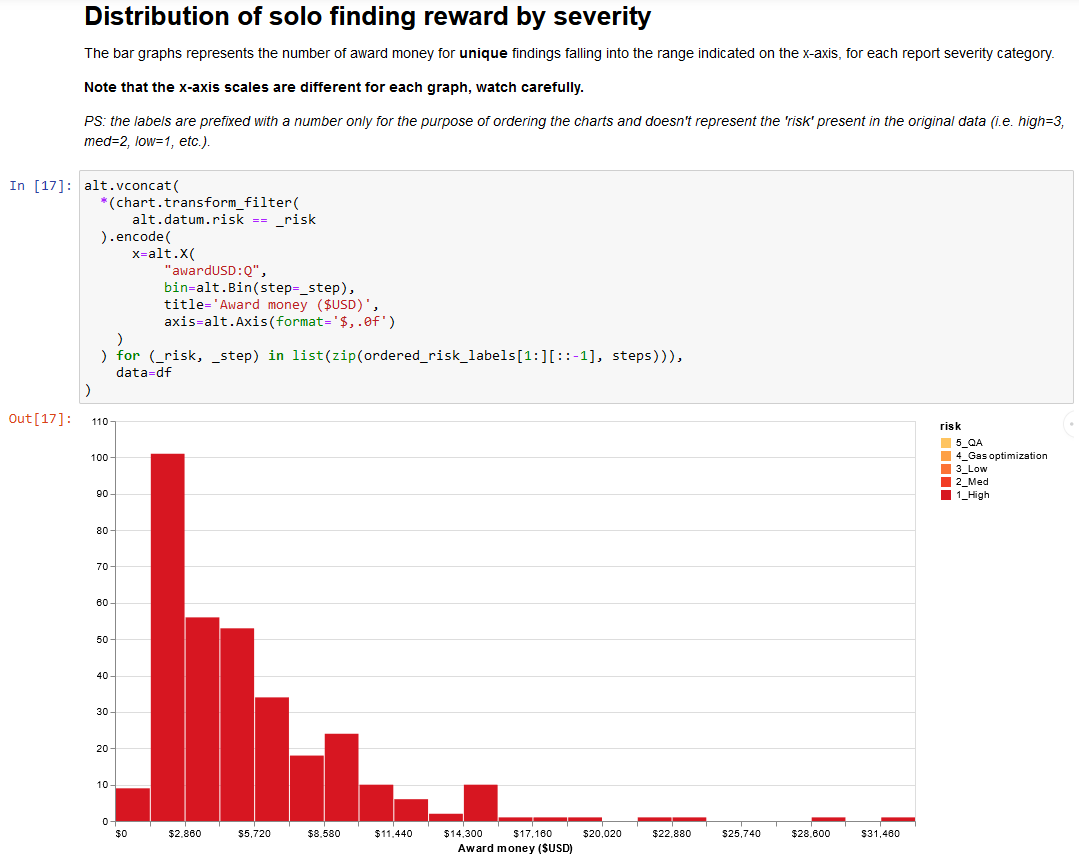 Distribution of solo finding reward by severity
The bar graphs represents the number of award money for unique findings falling into the range indicated on the x-axis, for each report severity category.
Note that the x-axis scales are different for each graph, watch carefully.
PS: the labels are prefixed with a number only for the purpose of ordering the charts and doesn't represent the 'risk' present in the original data (i.e. high=3,
med=2, low=1, etc.).
In [17]:
alt.vconcat(
*(chart.transform_filter(
alt.datum.risk == _risk
).encode(
x=alt.X(
"awardUSD:Q",
bin=alt.Bin(step=_step),
title='Award money ($USD)',
axis=alt.Axis(format='$,.0f')
)
) for (_risk, _step) in list(zip(ordered_risk_labels[1:][::-1], steps))),
data=df
)
Out[17]:
110
100
90
80
70
60
50
40
30
20
10
0
$0 $2,860 $5,720 $8,580 $11,440 $14,300 $17,160 $20,020 $22,880 $25,740 $28,600 $31,460
Award money ($USD)
risk
5_QA
4_Gas optimization
3_Low
2_Med
1_High